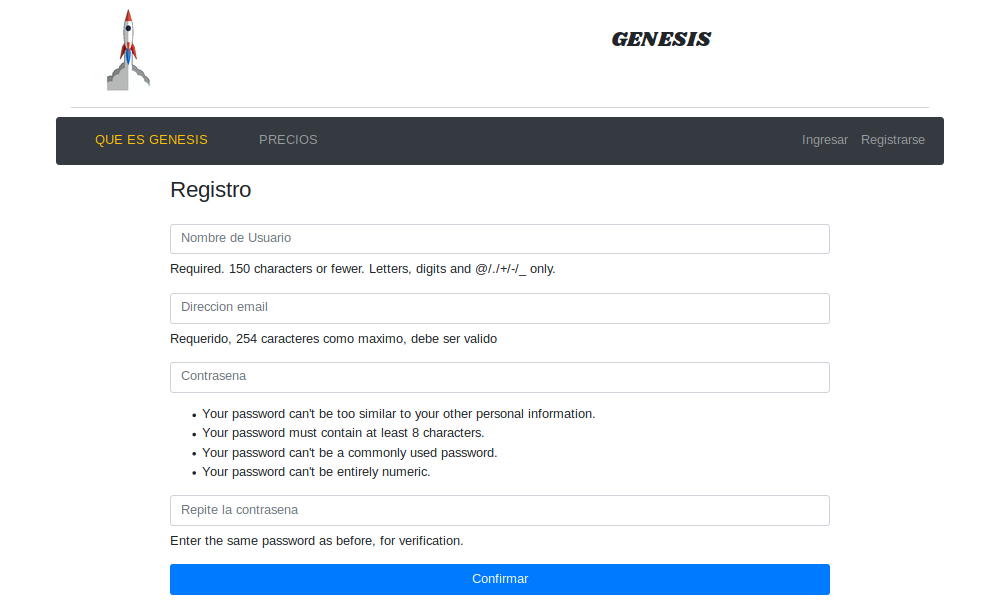 GENESIS
QUE ES GENESIS PRECIOS Ingresar Registrarse
Registro
Nombre de Usuario
Required. 150 characters or fewer. Letters, digits and @/./+/-/_ only.
Direccion email
Requerido, 254 caracteres como maximo, debe ser valido
Contrasena
• Your password can't be too similar to your other personal information.
• Your password must contain at least 8 characters.
• Your password can't be a commonly used password.
• Your password can't be entirely numeric.
Repite la contrasena
Enter the same password as before, for verification.
Confirmar